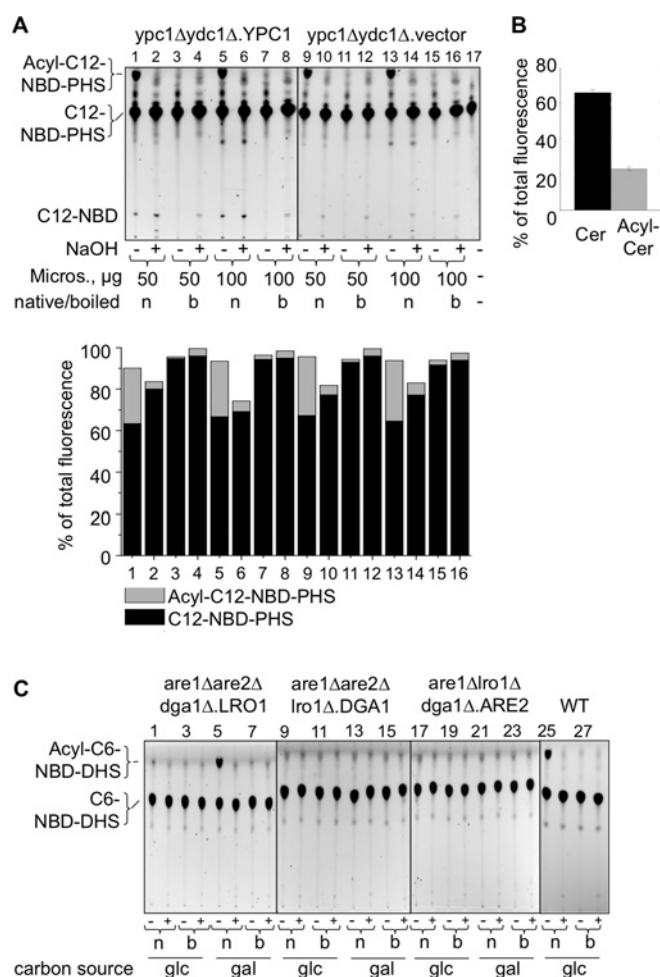 A
ypc1Δydc1Δ.YPC1
ypc1Δydc1Δ.vector
1 2 3 4 5 6 7 8 9 10 11 12 13 14 15 16 17
Acyl-C12-
NBD-PHS
C12-
NBD-PHS
C12-NBD
NaOH - + - + - + - + - + - + - + - +
Micros., µg 50 50 100 100 50 50 100 100 -
native/boiled n b n b n b n b -
B
% of total fluorescence
80
60
40
20
0
Cer Acyl-
Cer
% of total fluorescence
100
80
60
40
20
0
1 2 3 4 5 6 7 8 9 10 11 12 13 14 15 16
Acyl-C12-NBD-PHS
C12-NBD-PHS
C
are1Δare2Δ
dga1Δ.LRO1
are1Δare2Δ
lro1Δ.DGA1
are1Δlro1Δ
dga1Δ.ARE2
WT
1 3 5 7 9 11 13 15 17 19 21 23 25 27
Acyl-C6-
NBD-DHS
C6-
NBD-DHS
- + - + - + - + - + - + - + - + - + - + - + - + - + - +
n b n b n b n b n b n b n b
carbon source glc gal glc gal glc gal glc